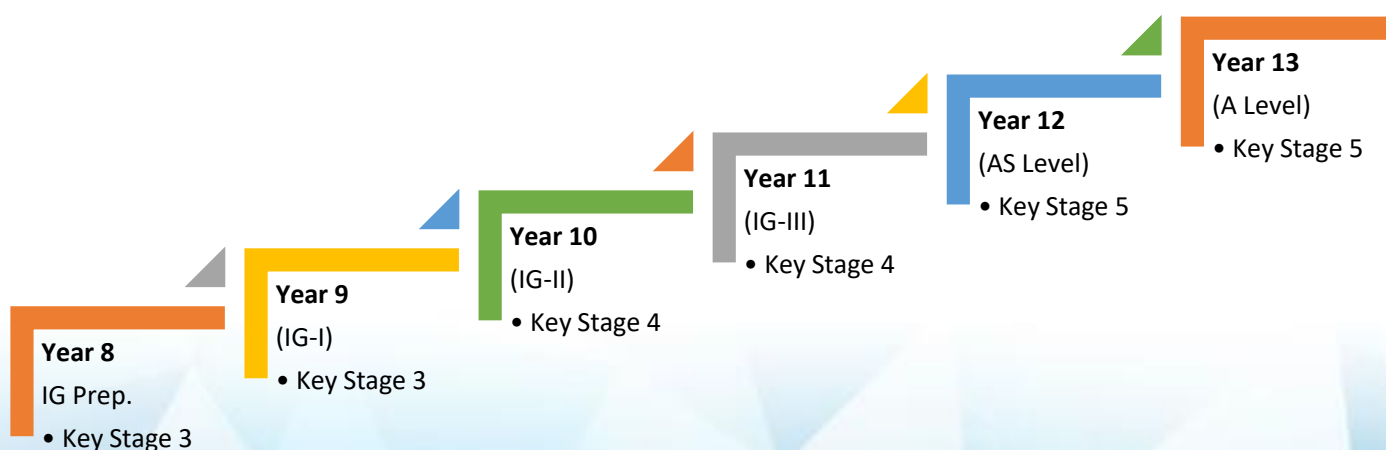 Year 8
IG Prep.
• Key Stage 3
Year 9
(IG-I)
• Key Stage 3
Year 10
(IG-II)
• Key Stage 4
Year 11
(IG-III)
• Key Stage 4
Year 12
(AS Level)
• Key Stage 5
Year 13
(A Level)
• Key Stage 5